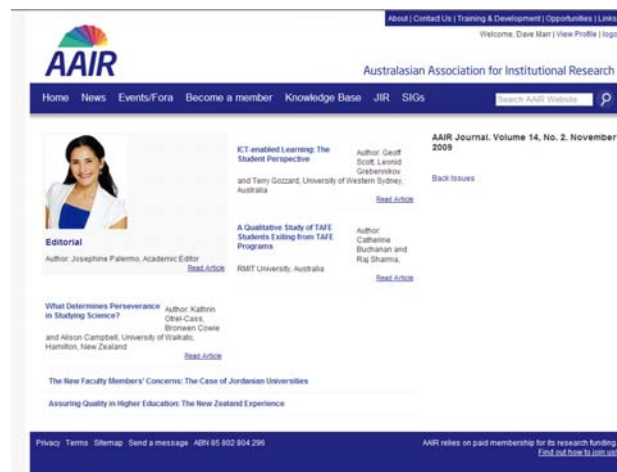 About | Contact Us | Training & Development | Opportunities | Links
Welcome, Dave Marr | View Profile | logo
AAIR
Australasian Association for Institutional Research
Home News Events/Fora Become a member Knowledge Base JIR SIGs
Search AAIR Website
Editorial
Author: Josephine Palermo, Academic Editor
Read Article
ICT-enabled Learning: The
Student Perspective
Author: Geoff
Scott, Leonid
Grebennikov
and Terry Gozzard, University of Western Sydney,
Australia
Read Article
A Qualitative Study of TAFE
Students Exiting from TAFE
Programs
Author:
Catherine
Buchanan and
Raj Sharma,
RMIT University, Australia
Read Article
AAIR Journal. Volume 14, No. 2. November
2009
Back Issues
What Determines Perseverance
in Studying Science?
Author: Kathrin
Otrel-Cass,
Bronwen Cowie
and Alison Campbell, University of Waikato,
Hamilton, New Zealand
Read Article
The New Faculty Members' Concerns: The Case of Jordanian Universities
Assuring Quality in Higher Education: The New Zealand Experience
Privacy Terms Sitemap Send a message ABN 85 802 804 296
AAIR relies on paid membership for its research funding.
Find out how to join us!